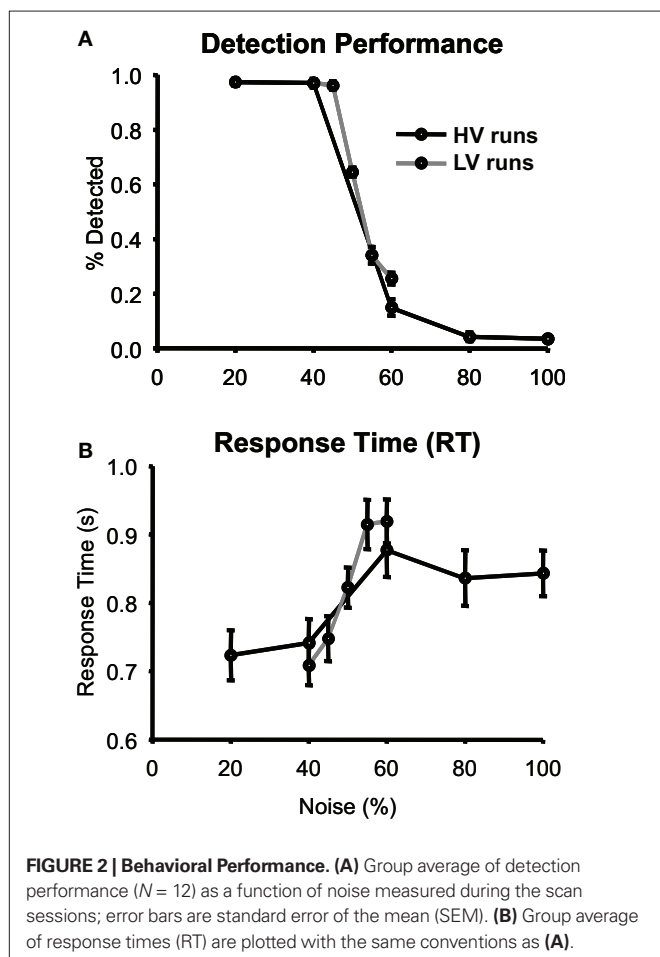 A
Detection Performance
1.0
0.8
0.6
0.4
0.2
0.0
% Detected
HV runs
LV runs
0 20 40 60 80 100
B
Response Time (RT)
1.0
0.9
0.8
0.7
0.6
Response Time (s)
0 20 40 60 80 100
Noise (%)
FIGURE 2 | Behavioral Performance. (A) Group average of detection
performance (N = 12) as a function of noise measured during the scan
sessions; error bars are standard error of the mean (SEM). (B) Group average
of response times (RT) are plotted with the same conventions as (A).